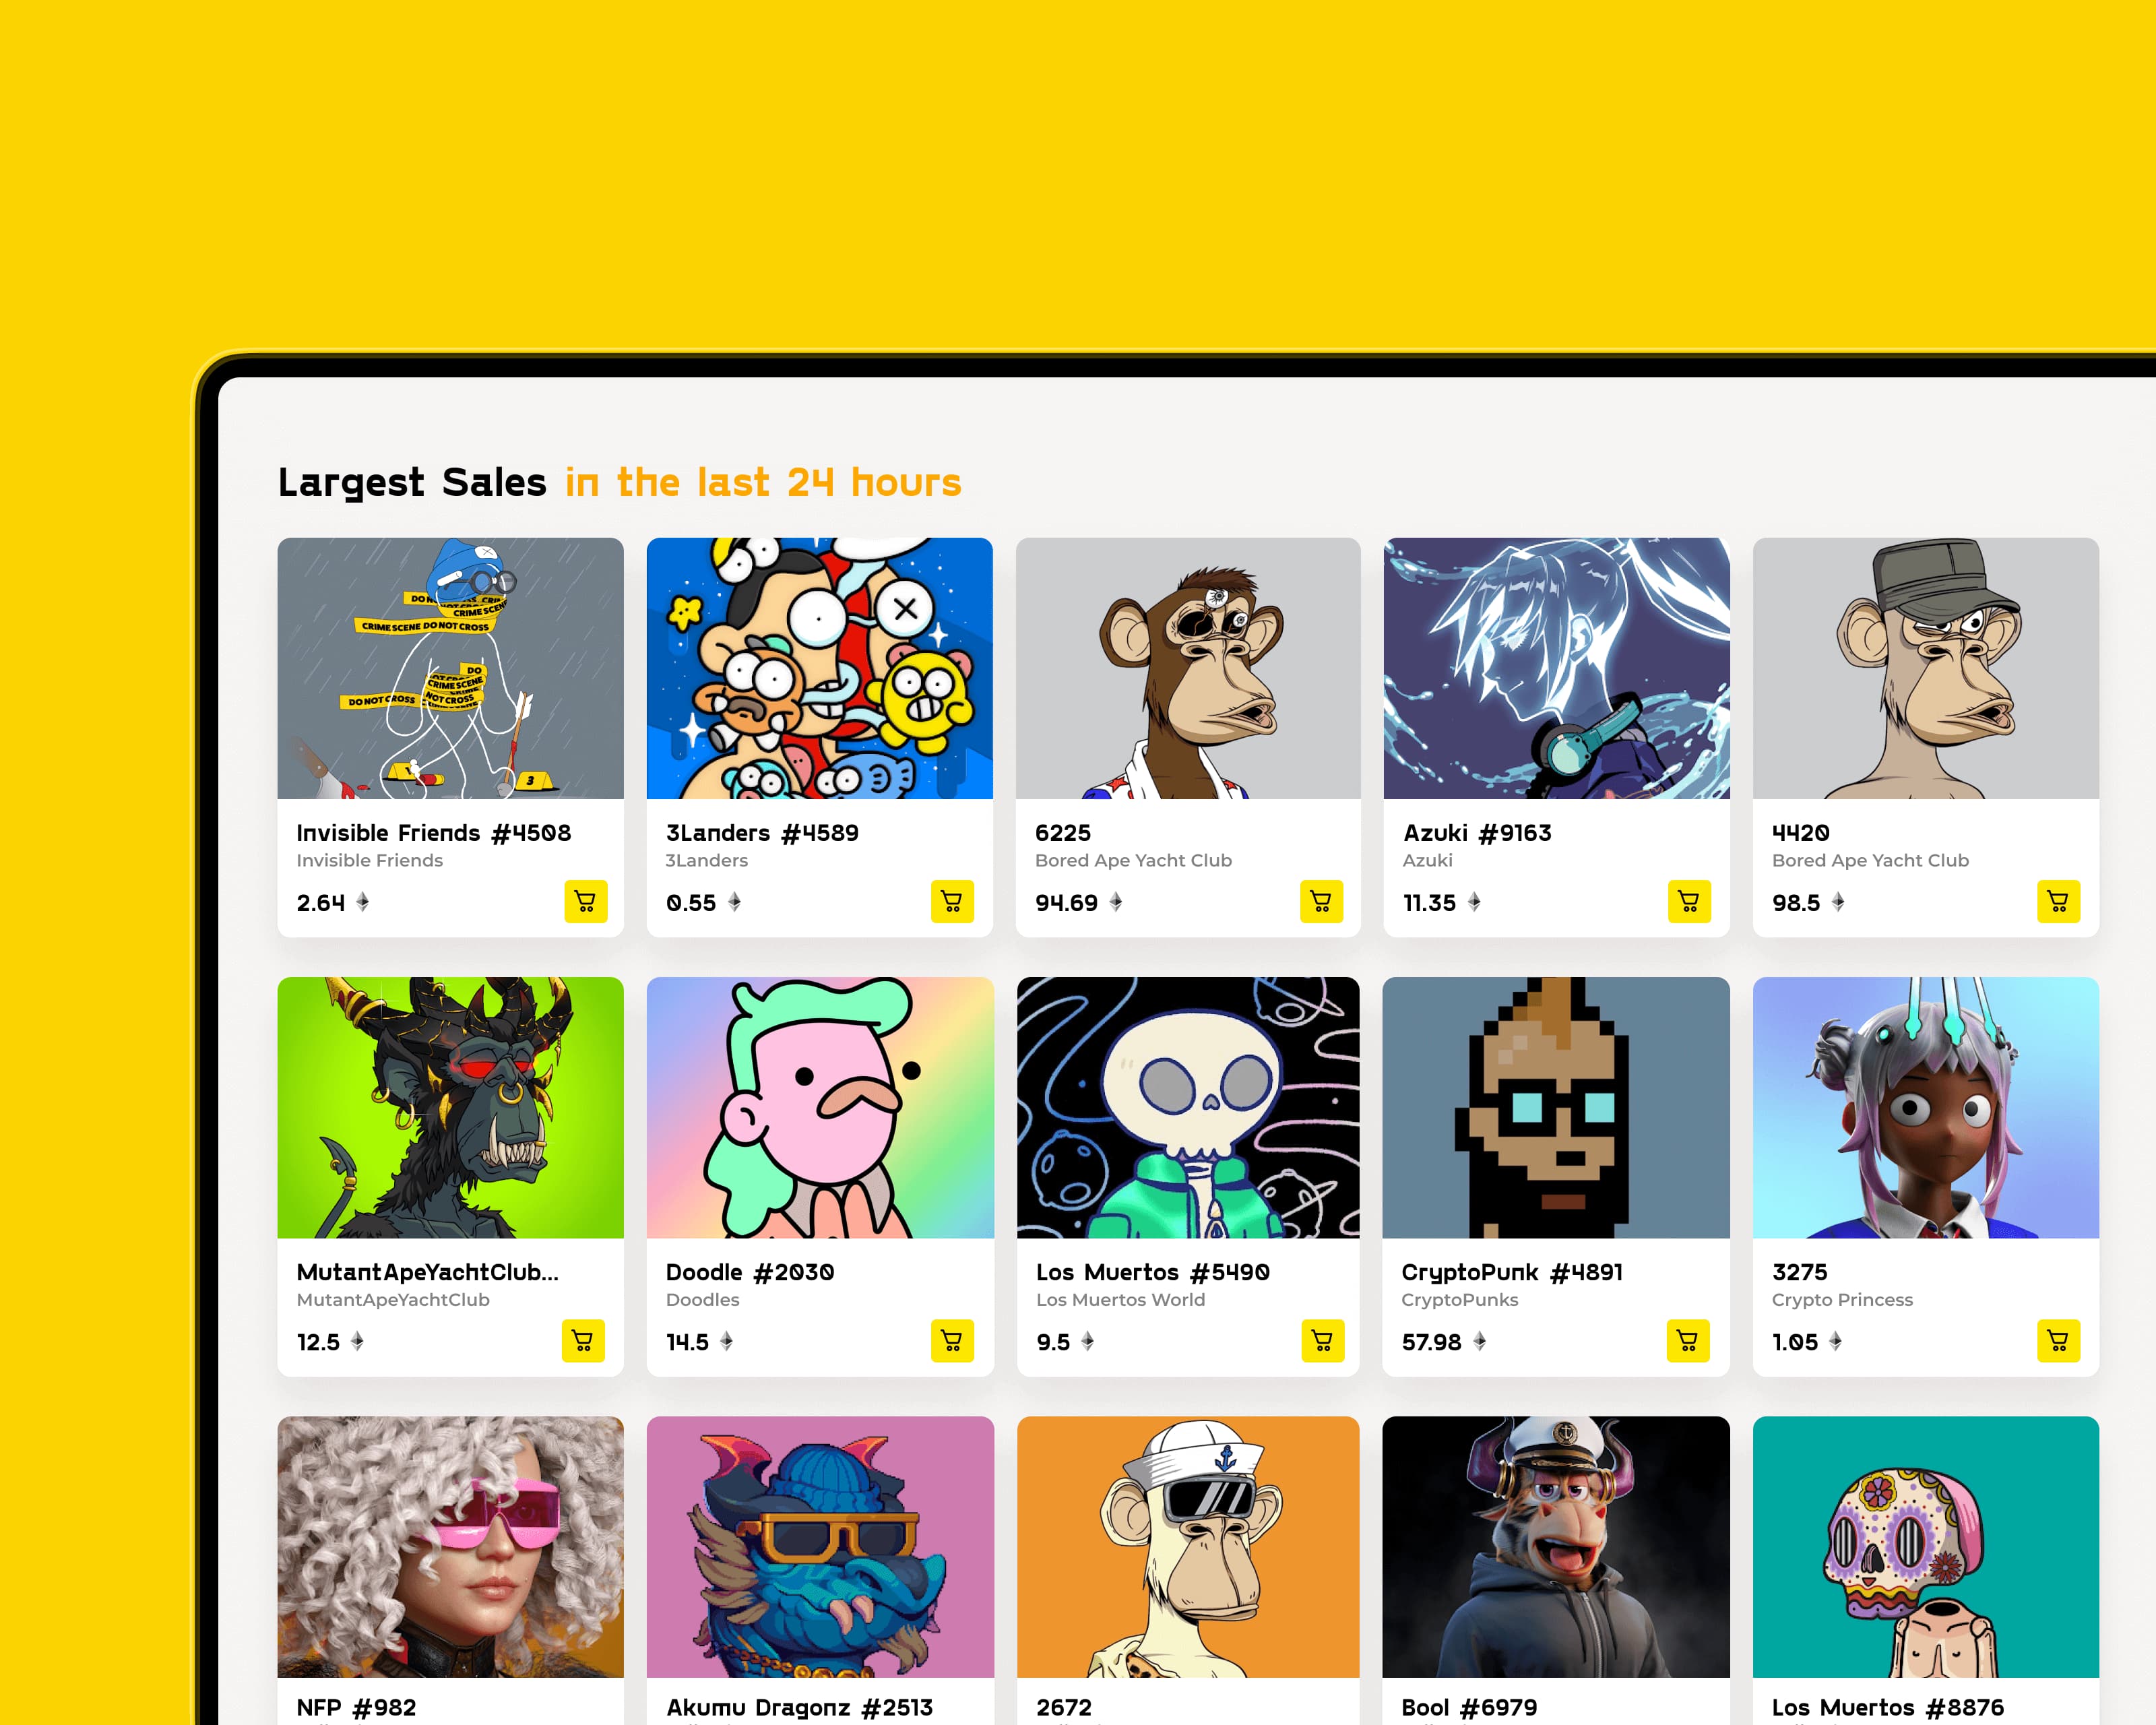 Largest Sales in the last 24 hours
DO N
CRIME SCENE
CRIME SCENE DO NOT CROSS
DO
CRIME SCENE
DO NOT CROSS
NOT CROSS
3
Invisible Friends #4508
Invisible Friends
2.64
3Landers #4589
3Landers
0.55
6225
Bored Ape Yacht Club
94.69
Azuki #9163
Azuki
11.35
4420
Bored Ape Yacht Club
98.5
MutantApeYachtClub...
MutantApeYachtClub
12.5
Doodle #2030
Doodles
14.5
Los Muertos #5490
Los Muertos World
9.5
CryptoPunk #4891
CryptoPunks
57.98
3275
Crypto Princess
1.05
NFP #982
Akumu Dragonz #2513
2672
Bool #6979
Los Muertos #8876